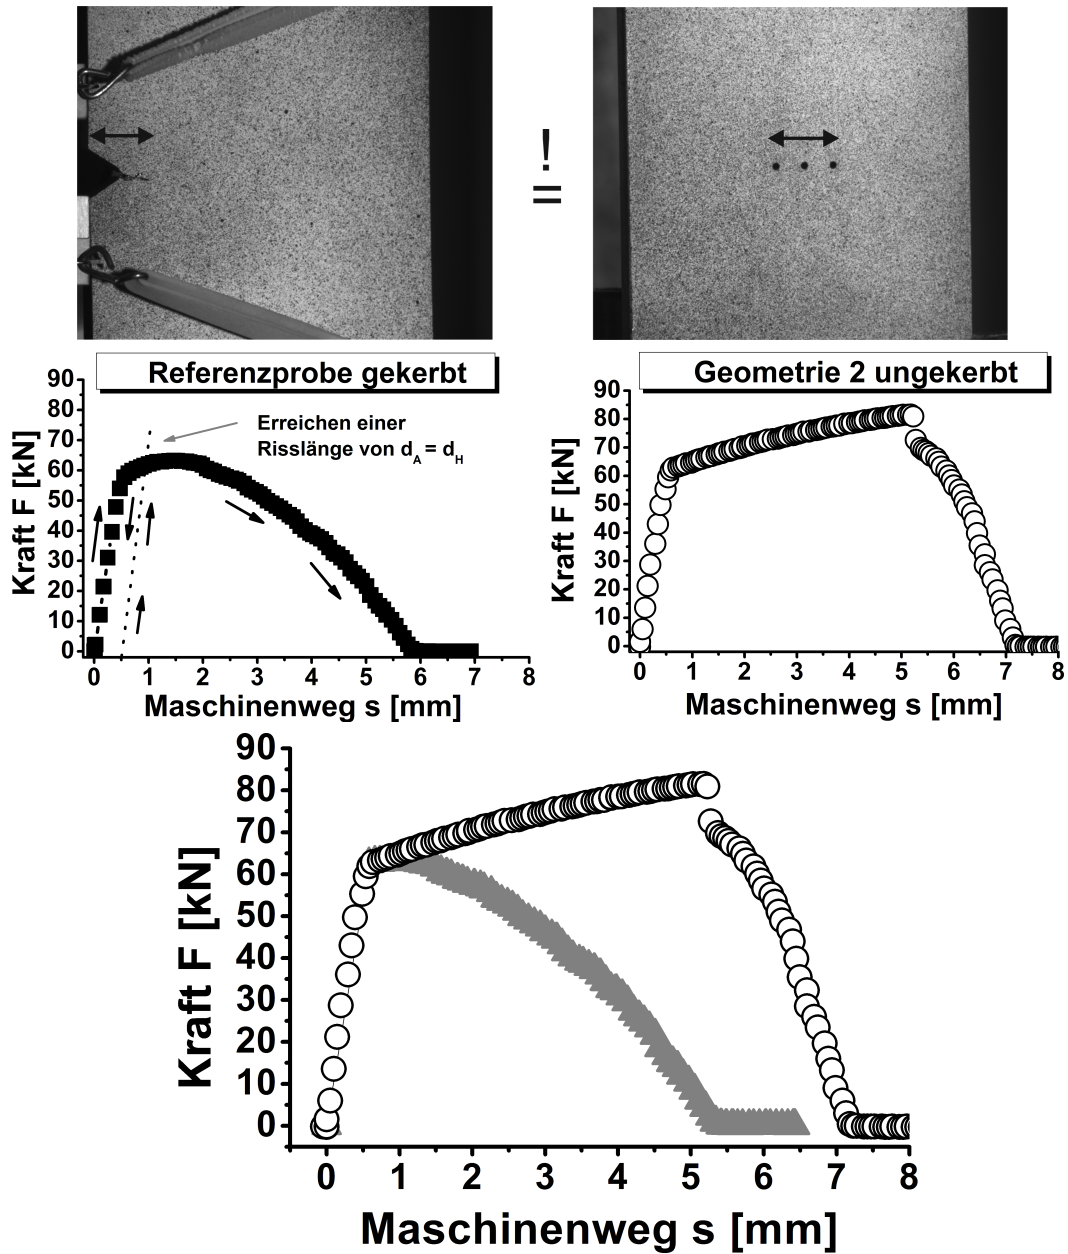 !
=
Referenzprobe gekerbt
Geometrie 2 ungekerbt
90
80
70
60
50
40
30
20
10
0
Kraft F [kN]
Erreichen einer
Risslänge von dA = dH
0 1 2 3 4 5 6 7 8
Maschinenweg s [mm]
90
80
70
60
50
40
30
20
10
0
Kraft F [kN]
0 1 2 3 4 5 6 7 8
Maschinenweg s [mm]
90
80
70
60
50
40
30
20
10
0
Kraft F [kN]
0 1 2 3 4 5 6 7 8
Maschinenweg s [mm]